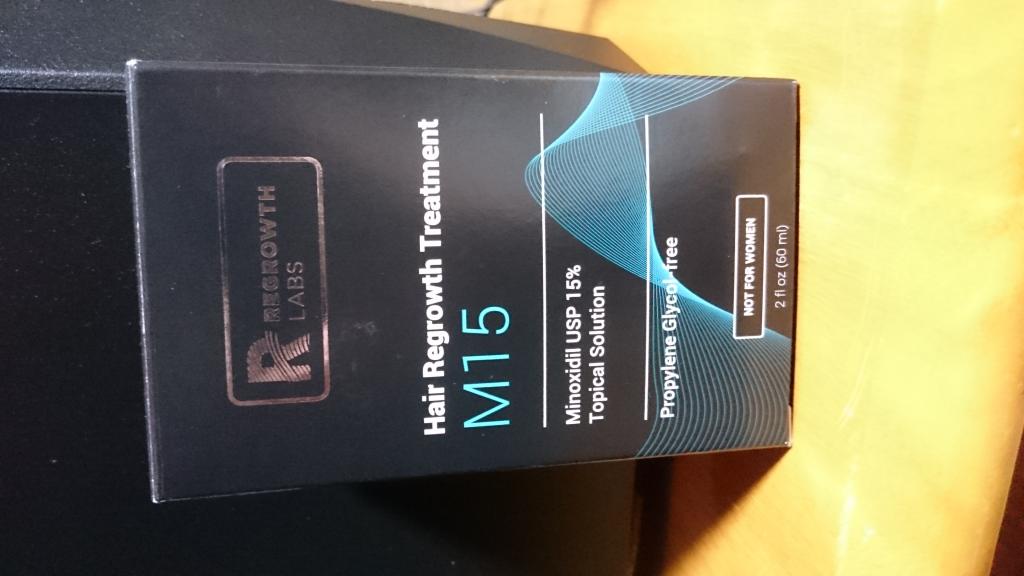 R REGROWTH
LABS
Hair Regrowth Treatment
M15
Minoxidil USP 15%
Topical Solution
Propylene Glycol Free
NOT FOR WOMEN
2 fl oz (60 ml)